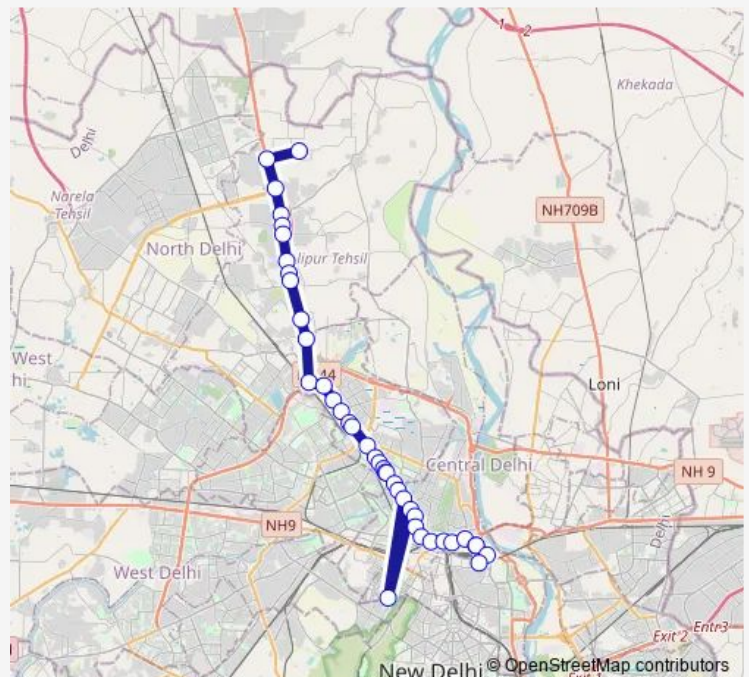 1
2
Khekada
Delhi
Narela
Tehsil
NH709B
North Delhi
lipur Tehsil
West
hi
44
Loni
Central Delhi
NH 9
NH9
Delhi
West Delhi
Entr3
Exit 2
New Delhi
© OpenStreetMap contributors